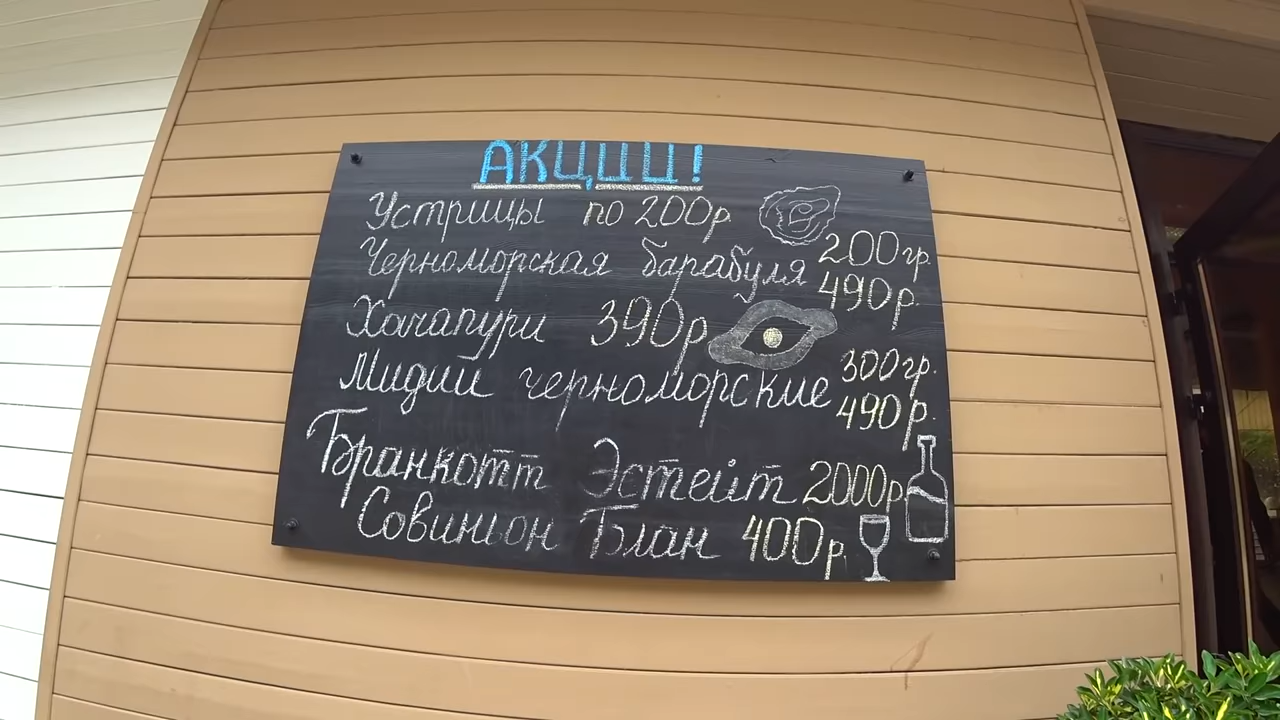 АКЦИИ!
Устрицы по 200р.
Черноморская барабуля 200гр. 490р.
Хачапури 390р
Мидии черноморские 300гр. 490р.
Бранкотт Эстейт 2000р
Совиньон Блан 400р.